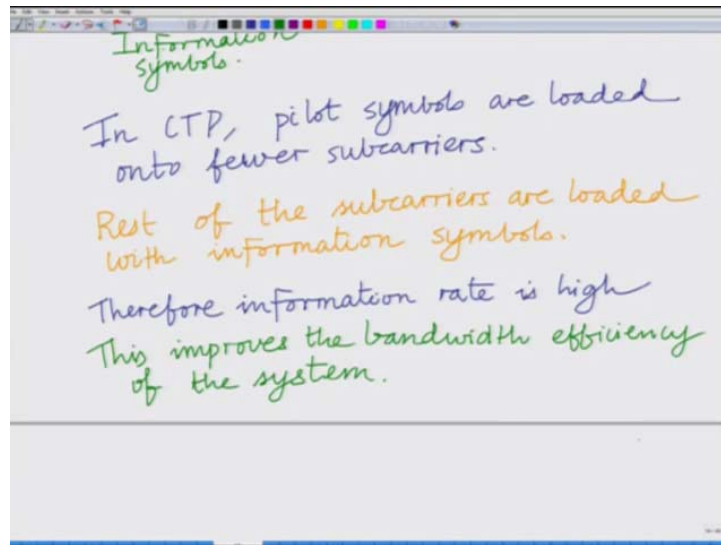 Information
symbols.
In CTP, pilot symbols are loaded
onto fewer subcarriers.
Rest of the subcarriers are loaded
with information symbols.
Therefore information rate is high
This improves the bandwidth efficiency
of the system.